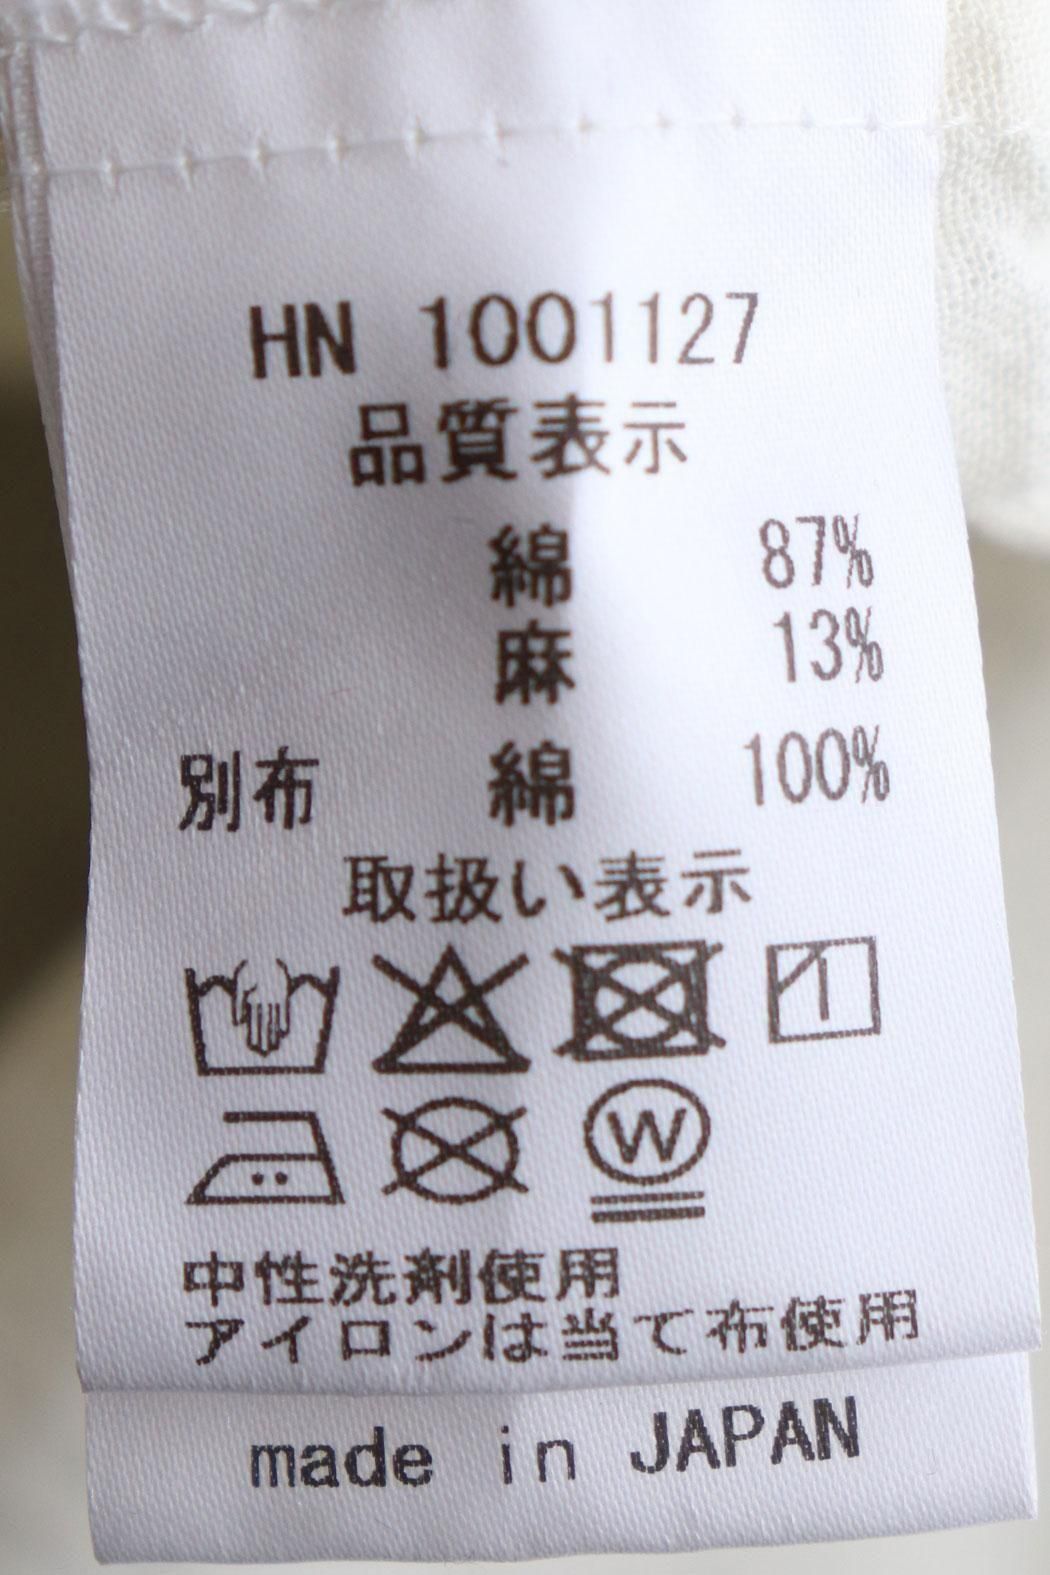 HN 1001127
品質表示
綿 87%
麻 13%
別布 綿 100%
取扱い表示
W
中性洗剤使用
アイロンは当て布使用
made in JAPAN